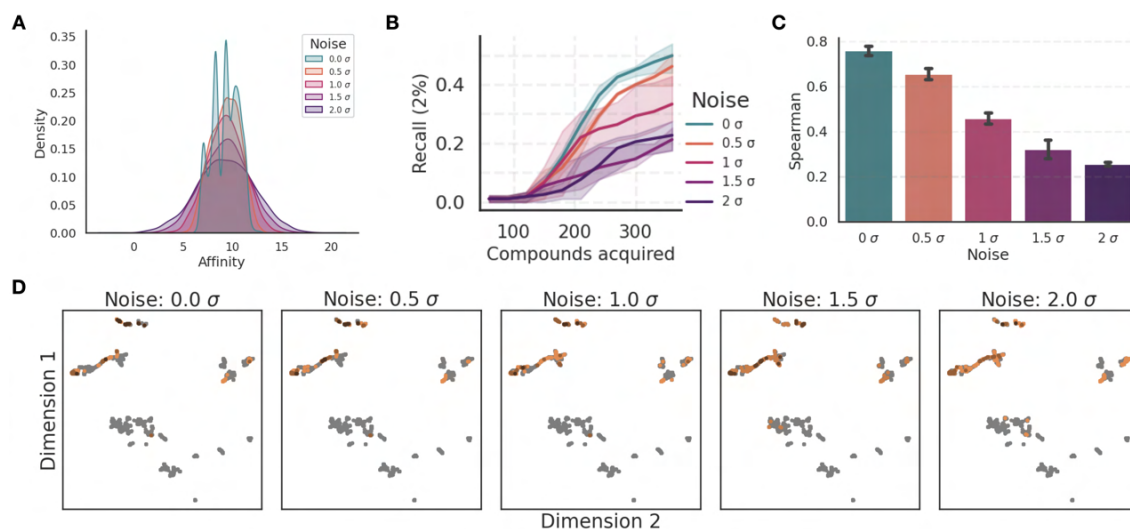 A
Density
0.35
0.30
0.25
0.20
0.15
0.10
0.05
0.00
0
5
10
15
20
Affinity
Noise
0.0 σ
0.5 σ
1.0 σ
1.5 σ
2.0 σ
B
Recall (2%)
0.4
0.2
0.0
100
200
300
Compounds acquired
Noise
0 σ
0.5 σ
1 σ
1.5 σ
2 σ
C
Spearman
0.8
0.6
0.4
0.2
0.0
0 σ
0.5 σ
1 σ
1.5 σ
2 σ
Noise
D
Noise: 0.0 σ
Noise: 0.5 σ
Noise: 1.0 σ
Noise: 1.5 σ
Noise: 2.0 σ
Dimension 1
Dimension 2